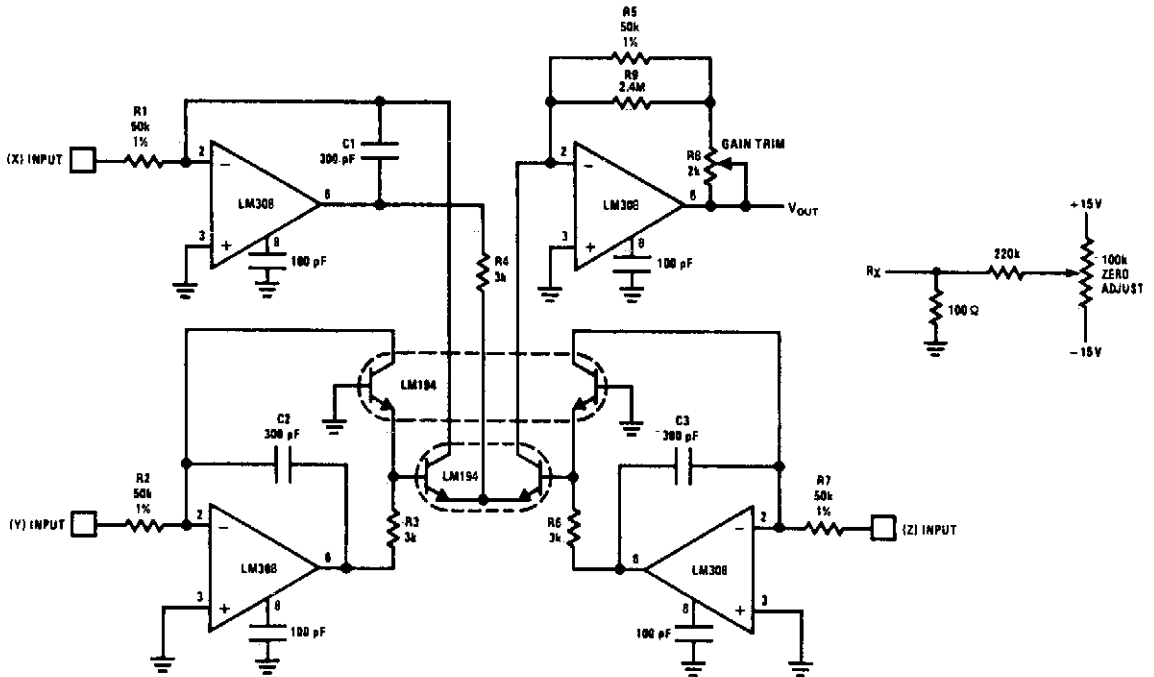 R5
50k
1%
R9
2.4M
R1
50k
1%
(X) INPUT
2
−
LM308
3
+
8
6
100 pF
C1
300 pF
R4
3k
2
−
LM308
3
+
8
6
100 pF
R8
2k
GAIN TRIM
VOUT
RX
220k
100Ω
+15V
100k
ZERO
ADJUST
−15V
LM194
C2
300 pF
LM194
C3
300 pF
R2
50k
1%
(Y) INPUT
2
−
LM308
3
+
8
6
100 pF
R3
3k
R6
3k
6
LM308
2
−
3
+
8
100 pF
R7
50k
1%
(Z) INPUT